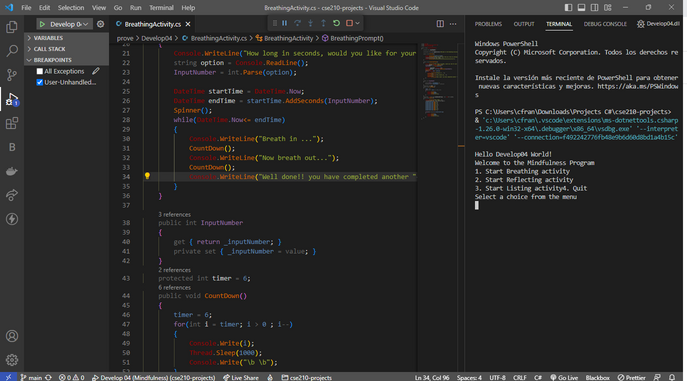 File Edit Selection View Go Run Terminal Help
BreathingActivity.cs - cse210-projects - Visual Studio Code
Develop 04
BreathingActivity.cs
VARIABLES
CALL STACK
BREAKPOINTS
All Exceptions
User-Unhandled...
prove > Develop04 > BreathingActivity.cs > BreathingActivity > BreathingPrompt()
21 Console.WriteLine("How long in seconds, would you like for your
22 string option = Console.ReadLine();
23 InputNumber = int.Parse(option);
24
25 DateTime startTime = DateTime.Now;
26 DateTime endTime = startTime.AddSeconds(InputNumber);
27 Spinner();
28 while(DateTime.Now<= endTime)
29 {
30 Console.WriteLine("Breath in ...");
31 CountDown();
32 Console.WriteLine("Now breath out...");
33 CountDown();
34 Console.WriteLine("Well done!! you have completed another "
35 }
36 }
37
3 references
38 public int InputNumber
39 {
40 get { return _inputNumber; }
41 private set { _inputNumber = value; }
42 }
2 references
43 protected int timer = 6;
6 references
44 public void CountDown()
45 {
46 timer = 6;
47 for(int i = timer; i > 0 ; i--)
48 {
49 Console.Write(i);
50 Thread.Sleep(1000);
51 Console.Write("\b \b");
PROBLEMS OUTPUT TERMINAL DEBUG CONSOLE Develop04.dll
Windows PowerShell
Copyright (C) Microsoft Corporation. Todos los derechos re
servados.
Instale la versión más reciente de PowerShell para obtener
nuevas características y mejoras. https://aka.ms/PSWindow
s
PS C:\Users\cfran\Downloads\Projects C#\cse210-projects>
& 'c:\Users\cfran\.vscode\extensions\ms-dotnettools.csharp
-1.26.0-win32-x64\.debugger\x86_64\vsdbg.exe' '--interpret
er=vscode'
Hello Develop04 World!
Welcome to the Mindfulness Program
1. Start Breathing activity
2. Start Reflecting activity
3. Start Listing activity4. Quit
Select a choice from the menu
main 0 0 Develop 04 (Mindfulness) (cse210-projects) Live Share cse210-projects Ln 34, Col 96 Spaces: 4 UTF-8 CRLF C# Go Live Blackbox Prettier